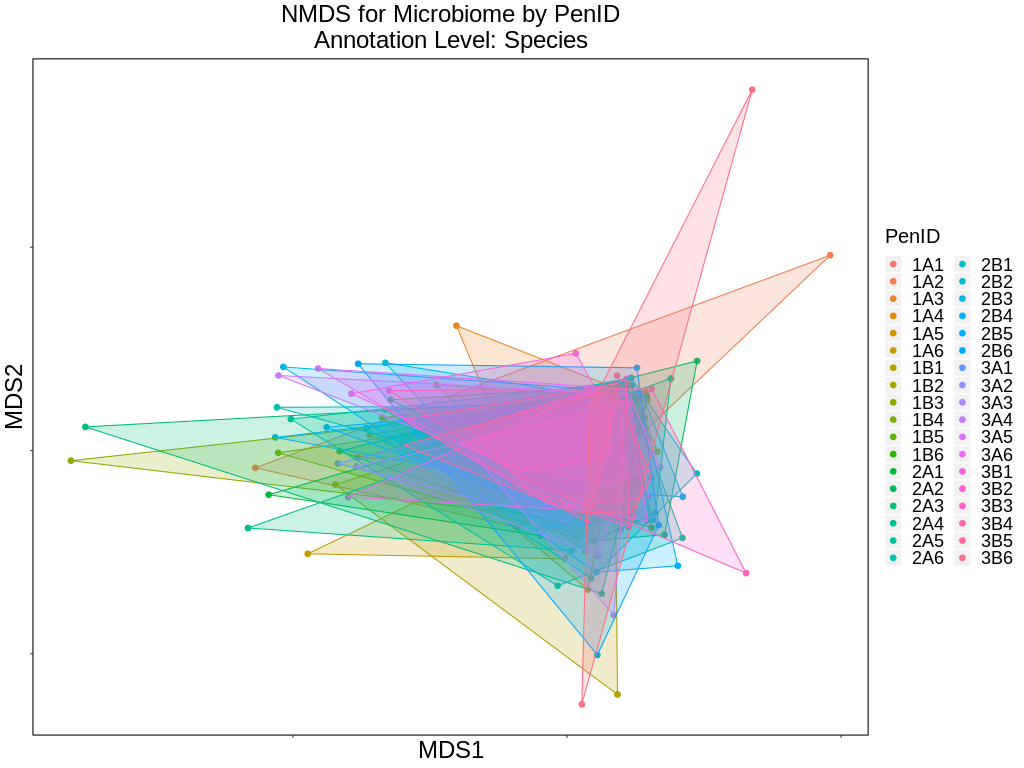 NMDS for Microbiome by PenID
Annotation Level: Species
MDS2
MDS1
PenID
1A1
1A2
1A3
1A4
1A5
1A6
1B1
1B2
1B3
1B4
1B5
1B6
2A1
2A2
2A3
2A4
2A5
2A6
2B1
2B2
2B3
2B4
2B5
2B6
3A1
3A2
3A3
3A4
3A5
3A6
3B1
3B2
3B3
3B4
3B5
3B6